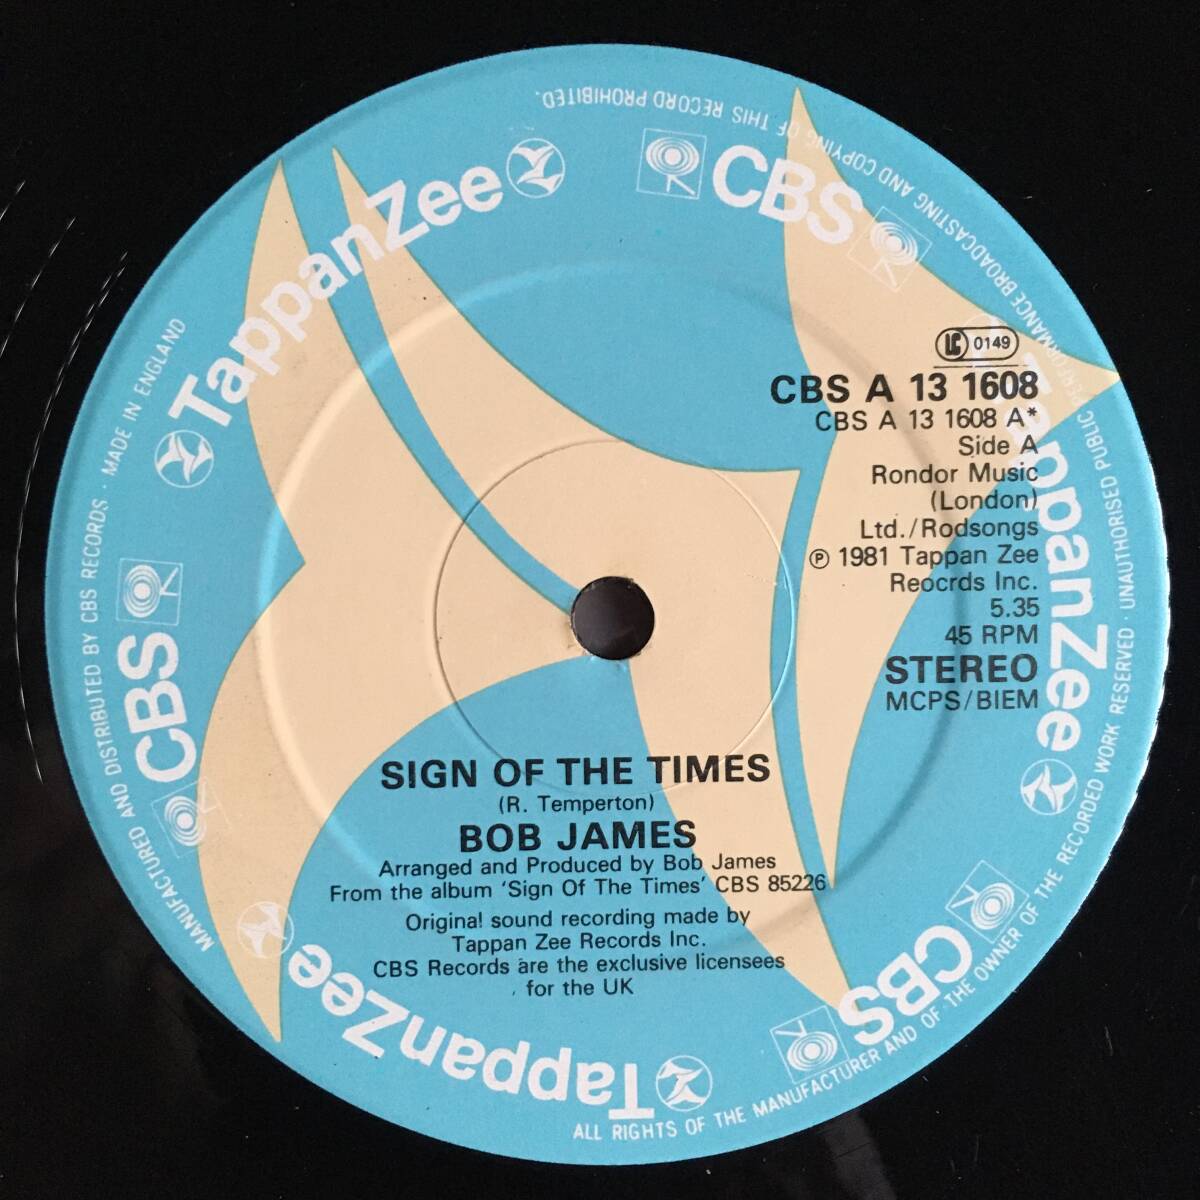 TappanZee
CBS
TappanZee
CBS
TappanZee
CBS
LC 0149
CBS A 13 1608
CBS A 13 1608 A*
Side A
Rondor Music
(London)
Ltd./Rodsongs
℗ 1981 Tappan Zee
Reocrds Inc.
5.35
45 RPM
STEREO
MCPS/BIEM
SIGN OF THE TIMES
(R. Temperton)
BOB JAMES
Arranged and Produced by Bob James
From the album 'Sign Of The Times' CBS 85226
Original sound recording made by
Tappan Zee Records Inc.
CBS Records are the exclusive licensees
for the UK
MANUFACTURED AND DISTRIBUTED BY CBS RECORDS · MADE IN ENGLAND
ALL RIGHTS OF THE MANUFACTURER AND OF THE OWNER OF THE RECORDED WORK RESERVED · UNAUTHORISED PUBLIC PERFORMANCE BROADCASTING AND COPYING OF THIS RECORD PROHIBITED.